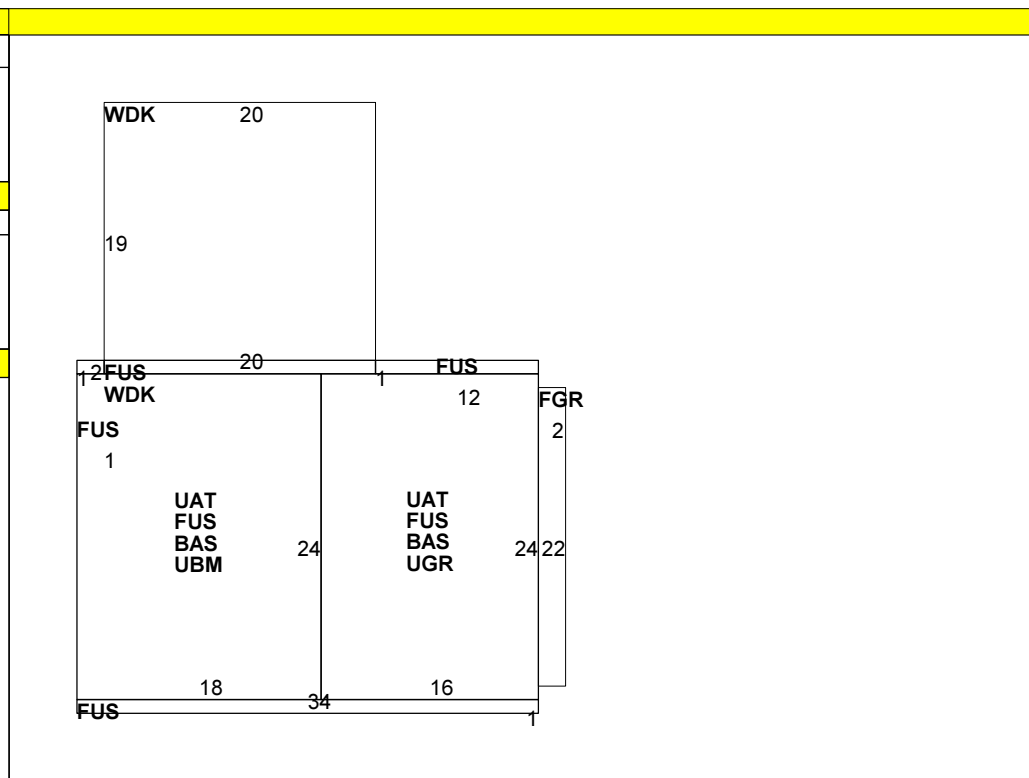 WDK 20
19
20
FUS
1 2 FUS 1
WDK
12
FGR
2
FUS
1
UAT
FUS
BAS
UBM
24
UAT
FUS
BAS
UGR
24 22
18
16
34
FUS
1